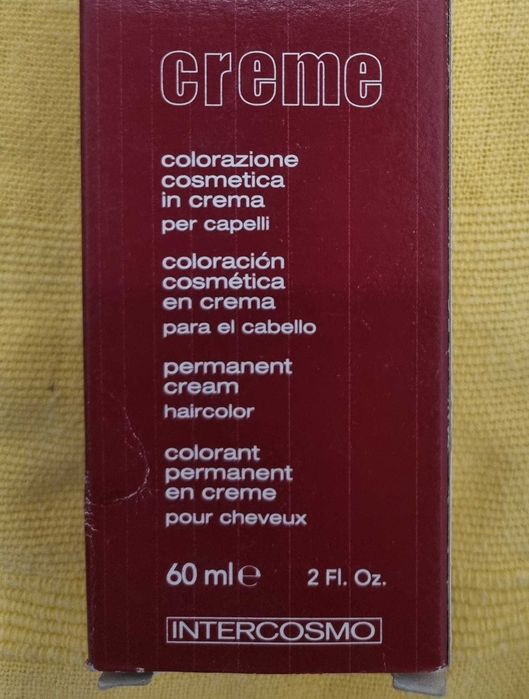 creme
colorazione
cosmetica
in crema
per capelli
coloración
cosmética
en crema
para el cabello
permanent
cream
haircolor
colorant
permanent
en creme
pour cheveux
60 ml ℮ 2 Fl. Oz.
INTERCOSMO